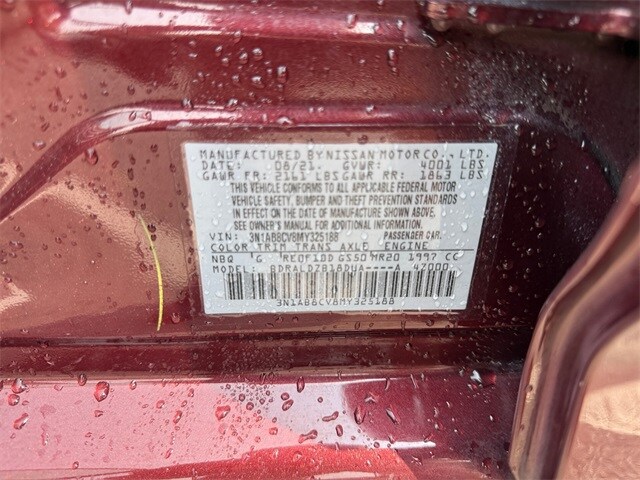 MANUFACTURED BY NISSAN MOTOR CO., LTD.
DATE: 06/21 GVWR: 4001 LBS
GAWR FR: 2161 LBS GAWR RR: 1863 LBS
THIS VEHICLE CONFORMS TO ALL APPLICABLE FEDERAL MOTOR
VEHICLE SAFETY, BUMPER AND THEFT PREVENTION STANDARDS
IN EFFECT ON THE DATE OF MANUFACTURE SHOWN ABOVE.
SEE OWNER'S MANUAL FOR ADDITIONAL INFORMATION.
VIN: 3N1AB8CV8MY325188 PASSENGER CAR.
COLOR TRIM TRANS AXLE ENGINE
NBQ 'G RE0F10D GS50 MR20 1997 CC
MODEL: BDRALDZB18DUA----A 47000
3N1AB8CV8MY325188